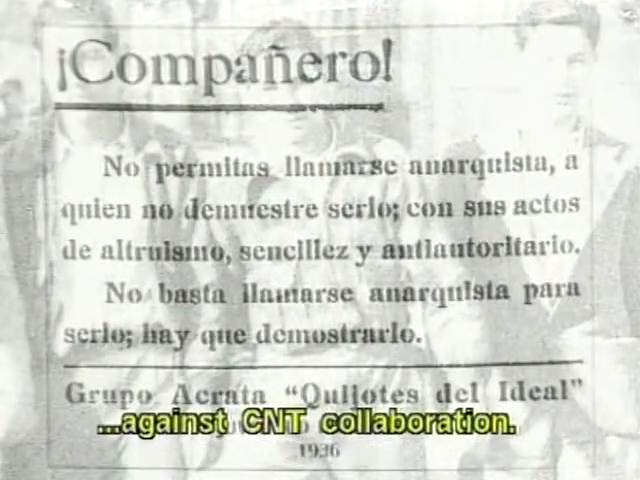 ¡Compañero!
No permitas llamarse anarquista, a
quien no demuestre serlo; con sus actos
de altruismo, sencillez y antiautoritario.
No basta llamarse anarquista para
serlo; hay que demostrarlo.
Grupo Acrata “Quijotes del Ideal”
...against CNT collaboration.
1936